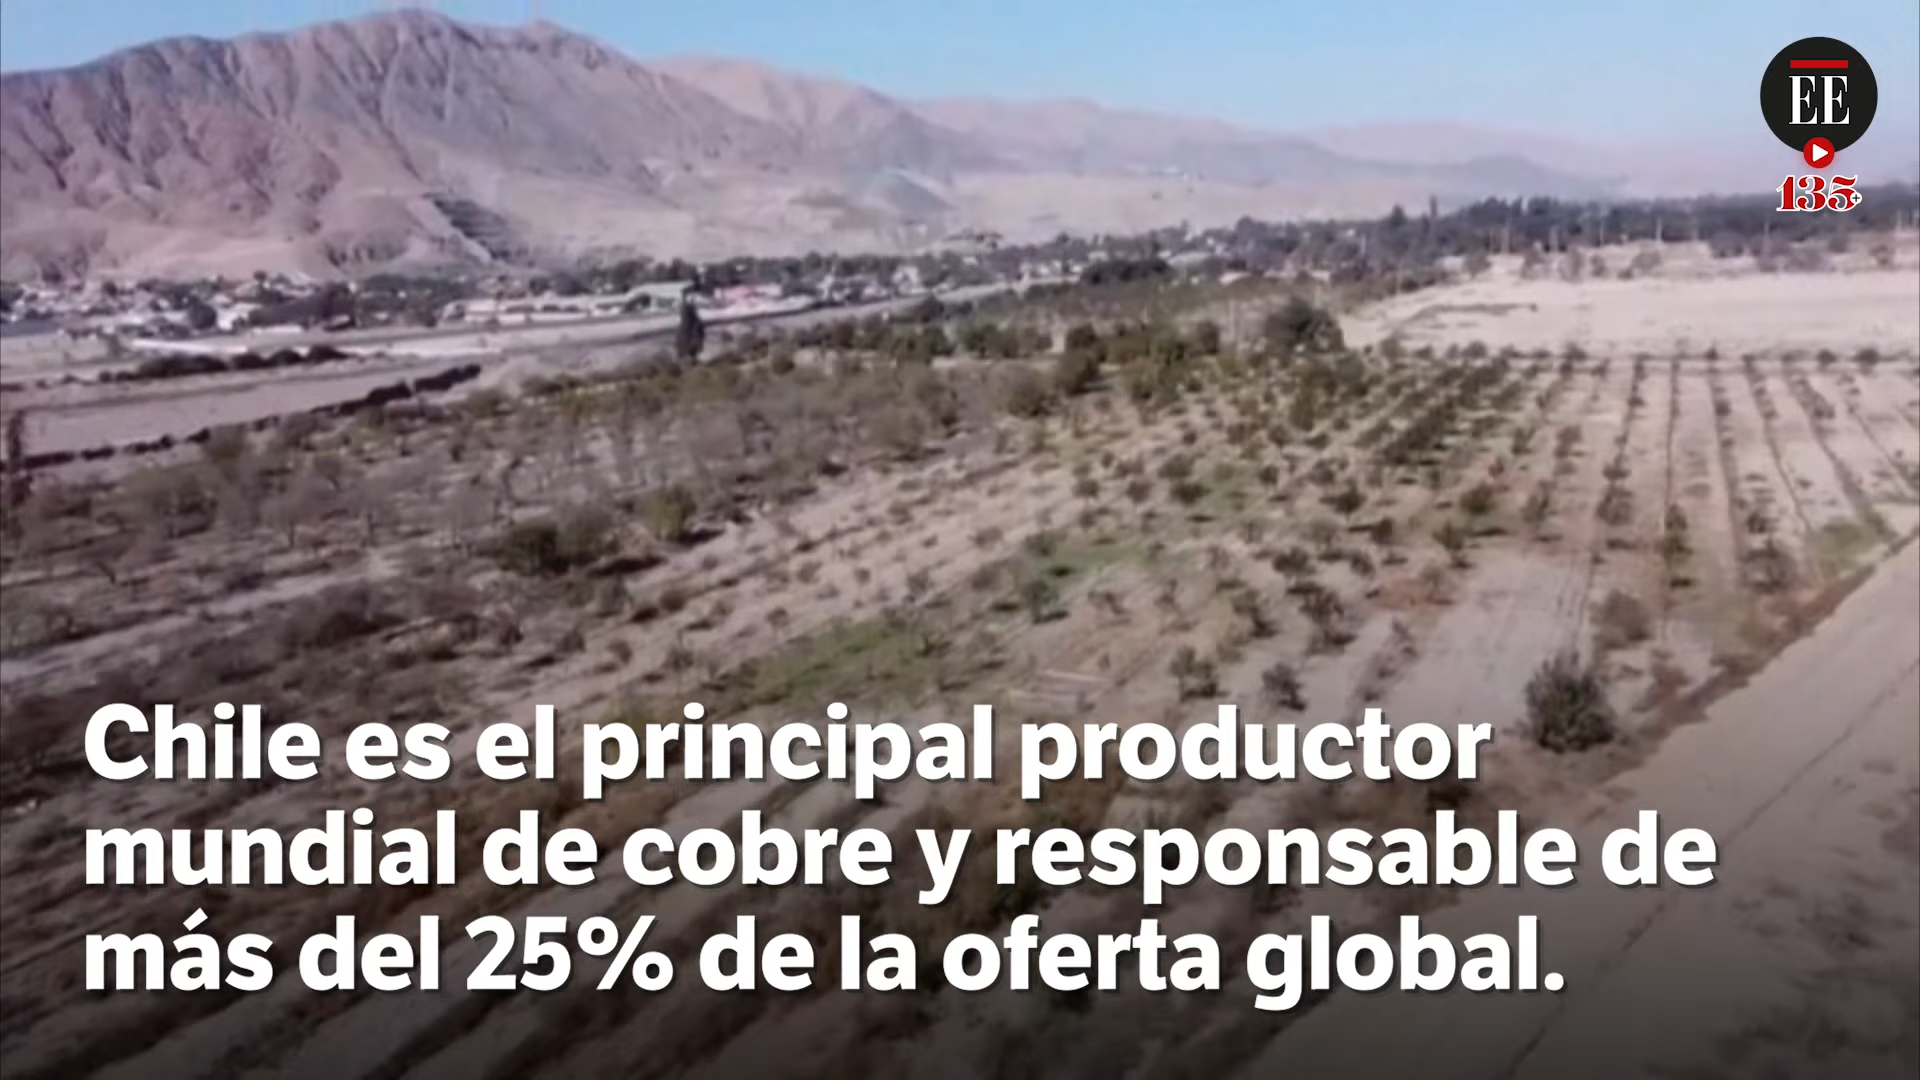 EE
135+
Chile es el principal productor
mundial de cobre y responsable de
más del 25% de la oferta global.